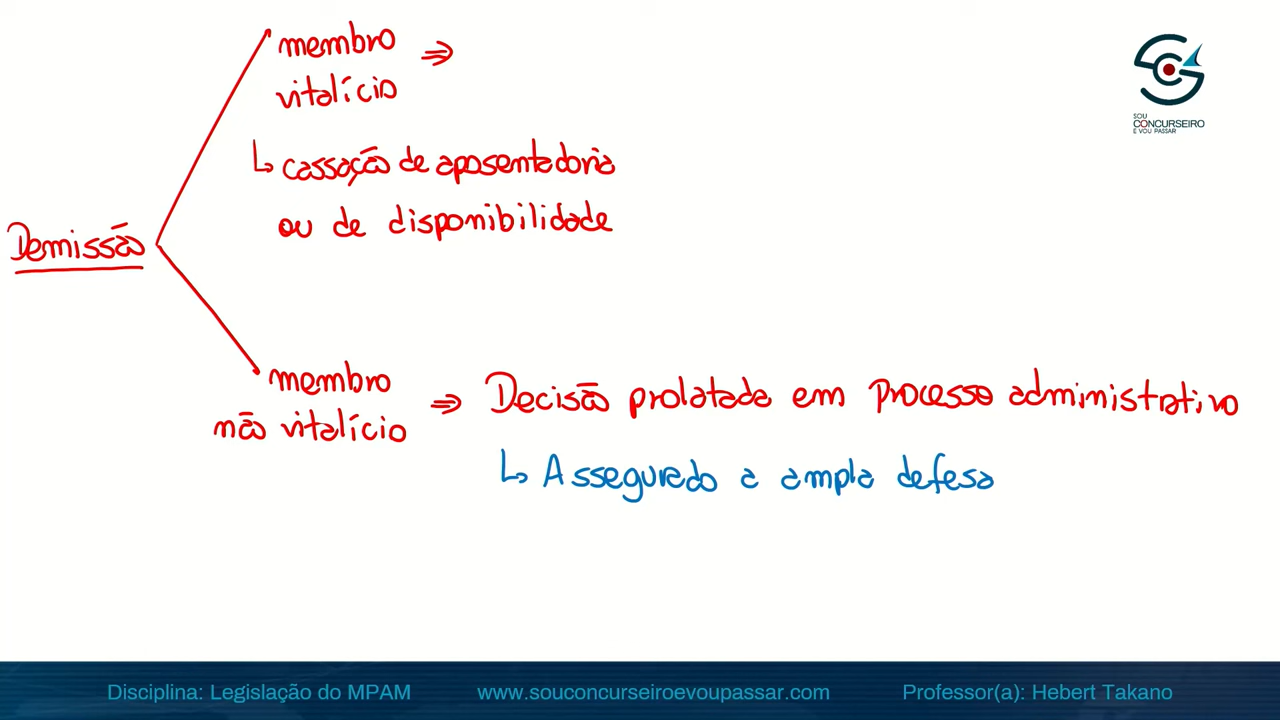 membro ⇒
vitalício
↳ cassação de aposentadoria
ou de disponibilidade
Demissão
membro
não vitalício ⇒ Decisão prolatada em processo administrativo
↳ Assegurado a ampla defesa
SOU
CONCURSEIRO
E VOU PASSAR
Disciplina: Legislação do MPAM www.souconcurseiroevoupassar.com Professor(a): Hebert Takano